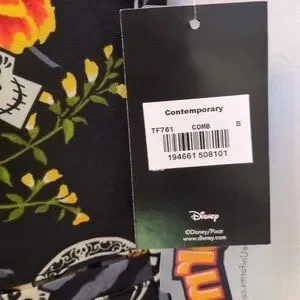 Contemporary
TF761 COMB S
194661 508101
Disney
©Disney/Pixar
www.disney.com